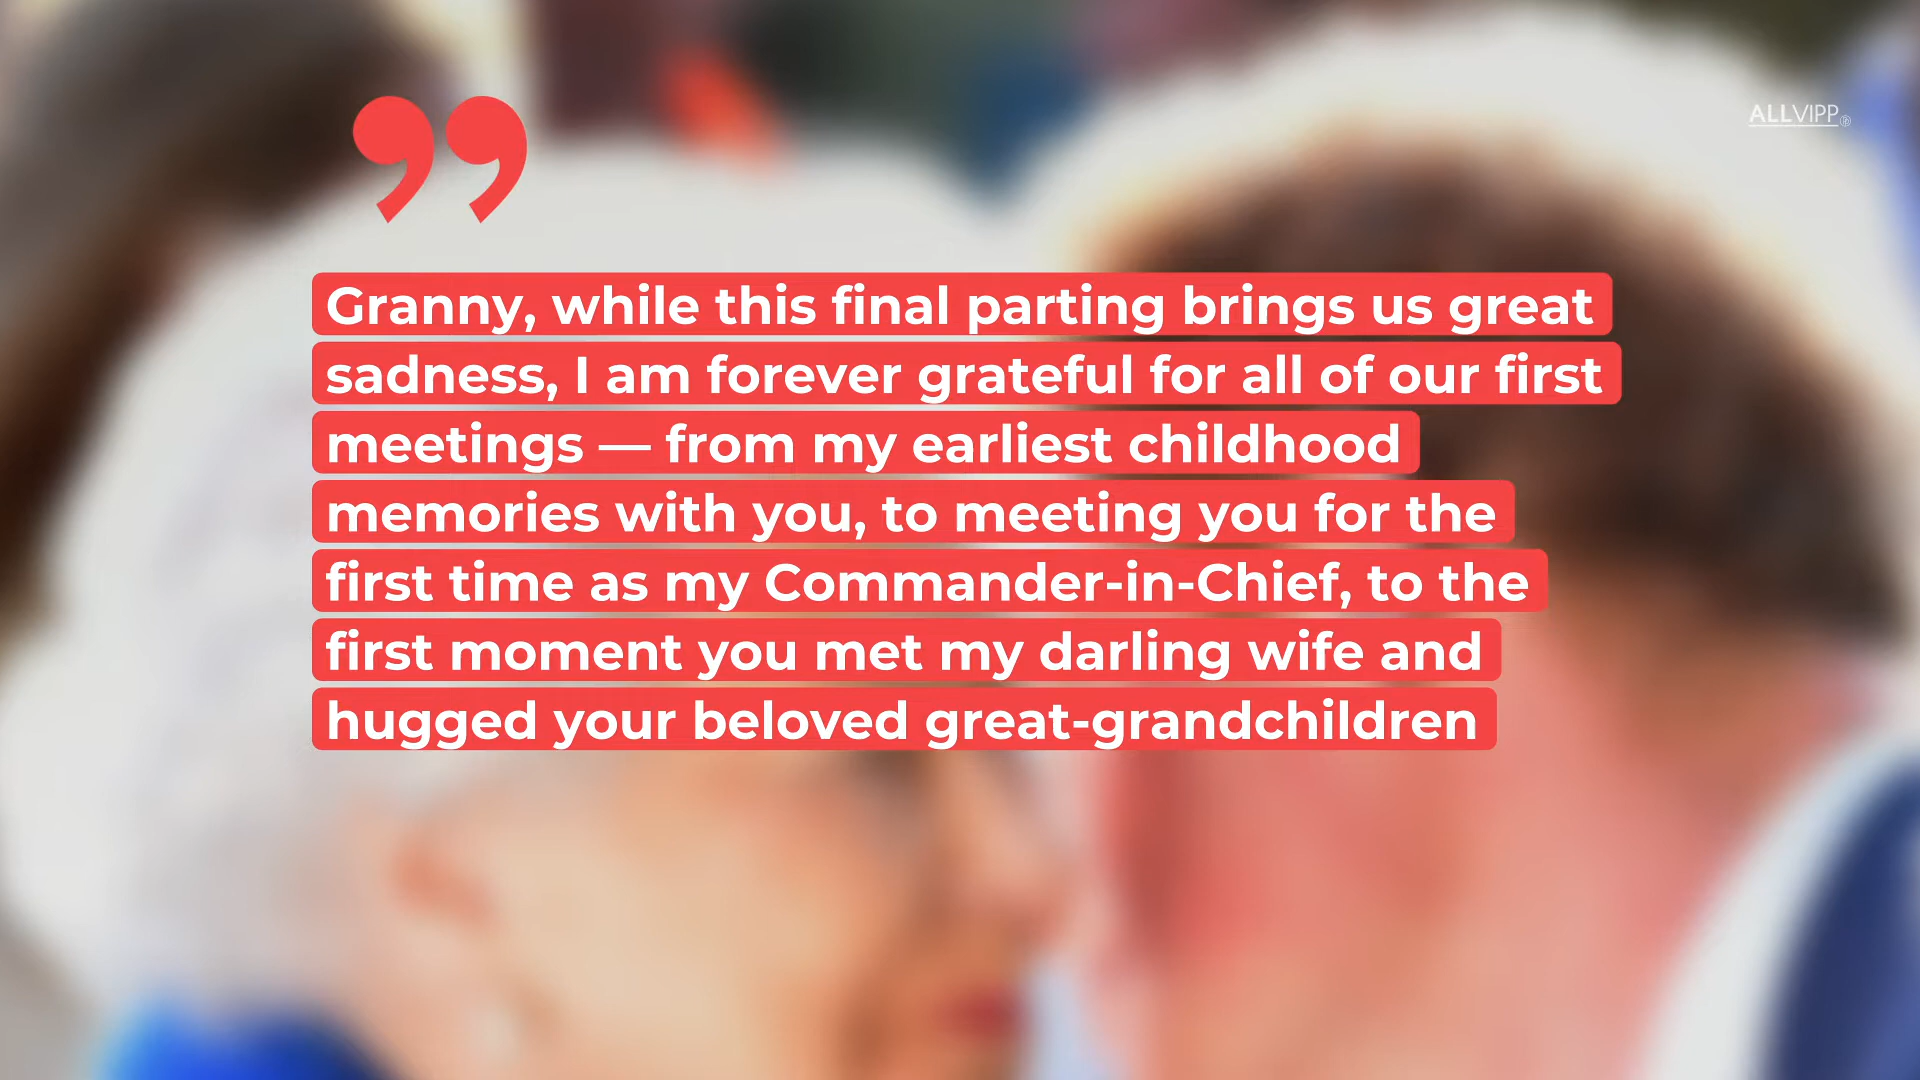 ”
ALLVIPP
Granny, while this final parting brings us great
sadness, I am forever grateful for all of our first
meetings — from my earliest childhood
memories with you, to meeting you for the
first time as my Commander-in-Chief, to the
first moment you met my darling wife and
hugged your beloved great-grandchildren